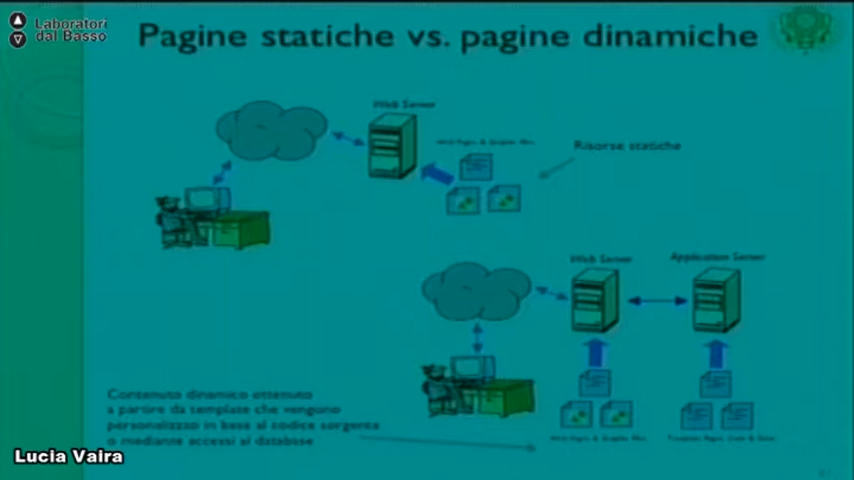 Laboratori
dal Basso
Pagine statiche vs. pagine dinamiche
Web Server
Risorse statiche
Web Server
Application Server
Contenuto dinamico ottenuto
a partire da template che vengono
personalizzati in base al codice sorgente
o mediante accessi al database
Lucia Vaira